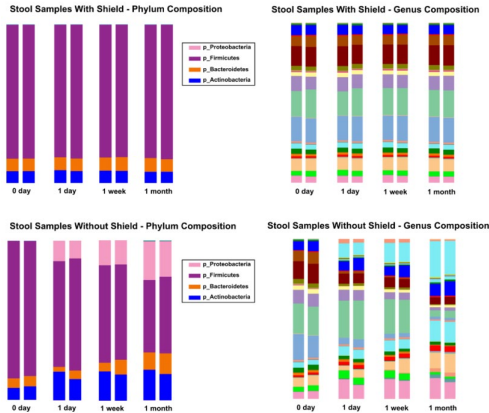 Stool Samples With Shield - Phylum Composition
p_Proteobacteria
p_Firmicutes
p_Bacteroidetes
p_Actinobacteria
0 day 1 day 1 week 1 month
Stool Samples With Shield - Genus Composition
0 day 1 day 1 week 1 month
Stool Samples Without Shield - Phylum Composition
p_Proteobacteria
p_Firmicutes
p_Bacteroidetes
p_Actinobacteria
0 day 1 day 1 week 1 month
Stool Samples Without Shield - Genus Composition
0 day 1 day 1 week 1 month